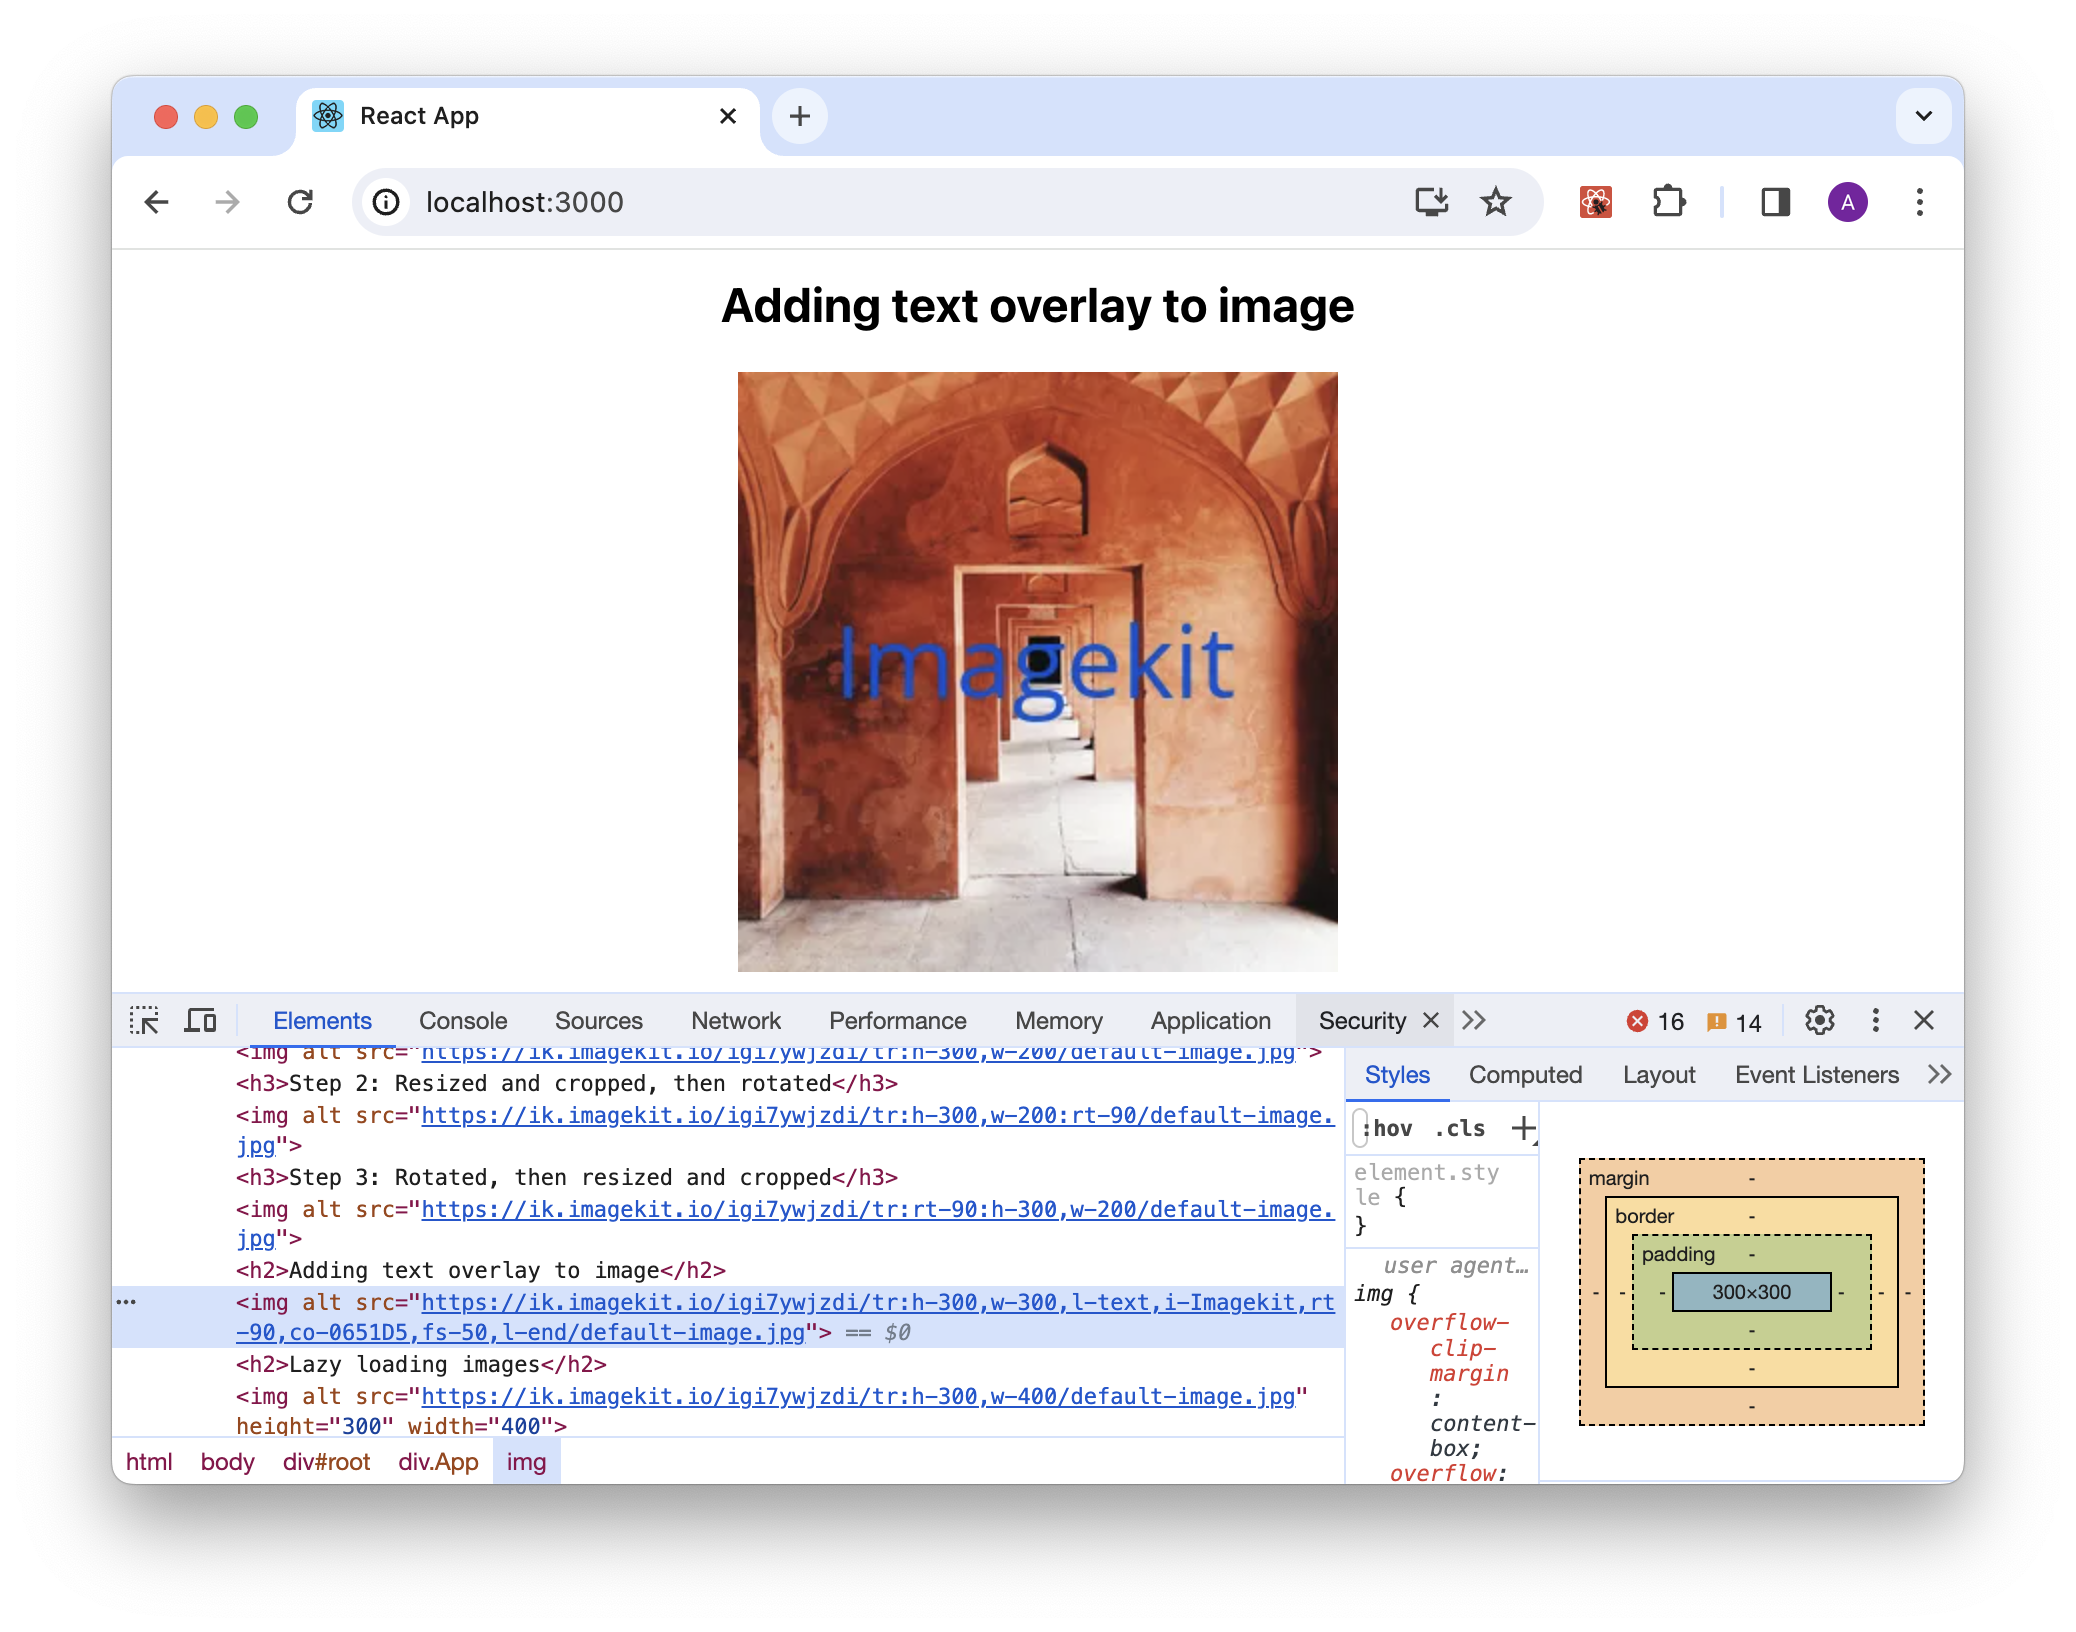 React App
localhost:3000
A
Adding text overlay to image
Imagekit
Elements Console Sources Network Performance Memory Application Security 16 14
<img alt src="https://ik.imagekit.io/igi7ywjzdi/tr:h-300,w-200/default-image.jpg">
<h3>Step 2: Resized and cropped, then rotated</h3>
<img alt src="https://ik.imagekit.io/igi7ywjzdi/tr:h-300,w-200:rt-90/default-image.
jpg">
<h3>Step 3: Rotated, then resized and cropped</h3>
<img alt src="https://ik.imagekit.io/igi7ywjzdi/tr:rt-90:h-300,w-200/default-image.
jpg">
<h2>Adding text overlay to image</h2>
<img alt src="https://ik.imagekit.io/igi7ywjzdi/tr:h-300,w-300,l-text,i-Imagekit,rt
-90,co-0651D5,fs-50,l-end/default-image.jpg"> == $0
<h2>Lazy loading images</h2>
<img alt src="https://ik.imagekit.io/igi7ywjzdi/tr:h-300,w-400/default-image.jpg"
height="300" width="400">
html body div#root div.App img
Styles Computed Layout Event Listeners
:hov .cls
element.sty
le {
}
user agent…
img {
overflow-
clip-
margin
:
content-
box;
overflow:
margin -
border -
padding -
- - - 300×300 - - -
-
-
-